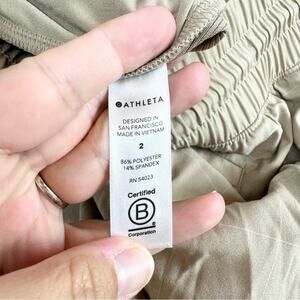 ATHLETA
DESIGNED IN
SAN FRANCISCO
MADE IN VIETNAM
2
86% POLYESTER
14% SPANDEX
RN 54023
Certified
B
Corporation